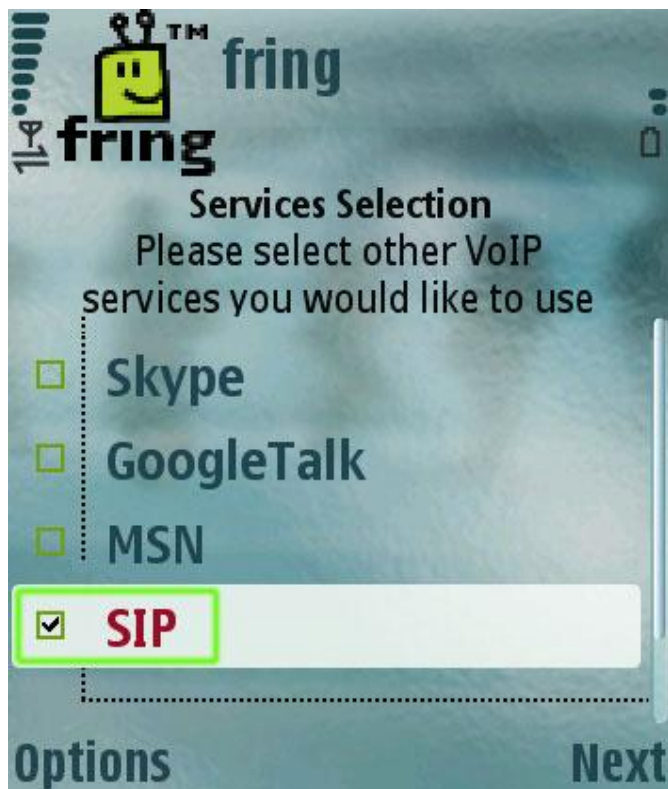 TM
fring
fring
Services Selection
Please select other VoIP
services you would like to use
Skype
GoogleTalk
MSN
SIP
Options
Next